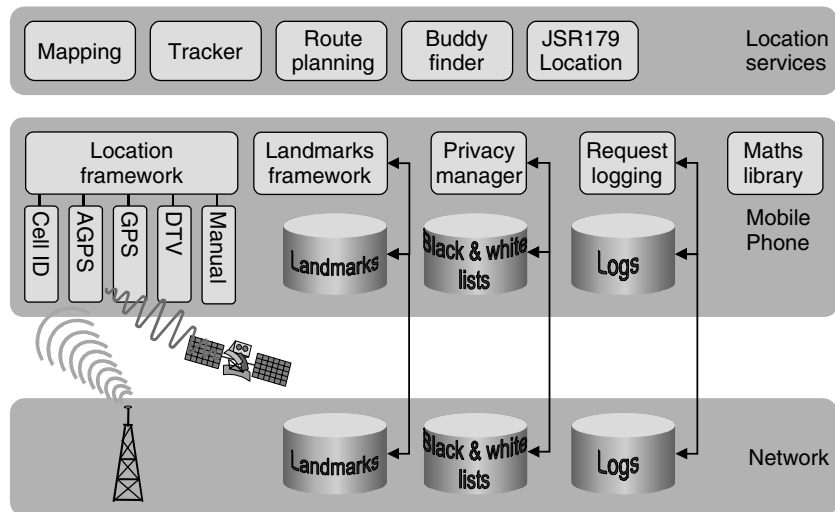 Mapping
Tracker
Route
planning
Buddy
finder
JSR179
Location
Location
services
Location
framework
Landmarks
framework
Privacy
manager
Request
logging
Maths
library
Cell ID
AGPS
GPS
DTV
Manual
Landmarks
Black & white
lists
Logs
Mobile
Phone
Landmarks
Black & white
lists
Logs
Network